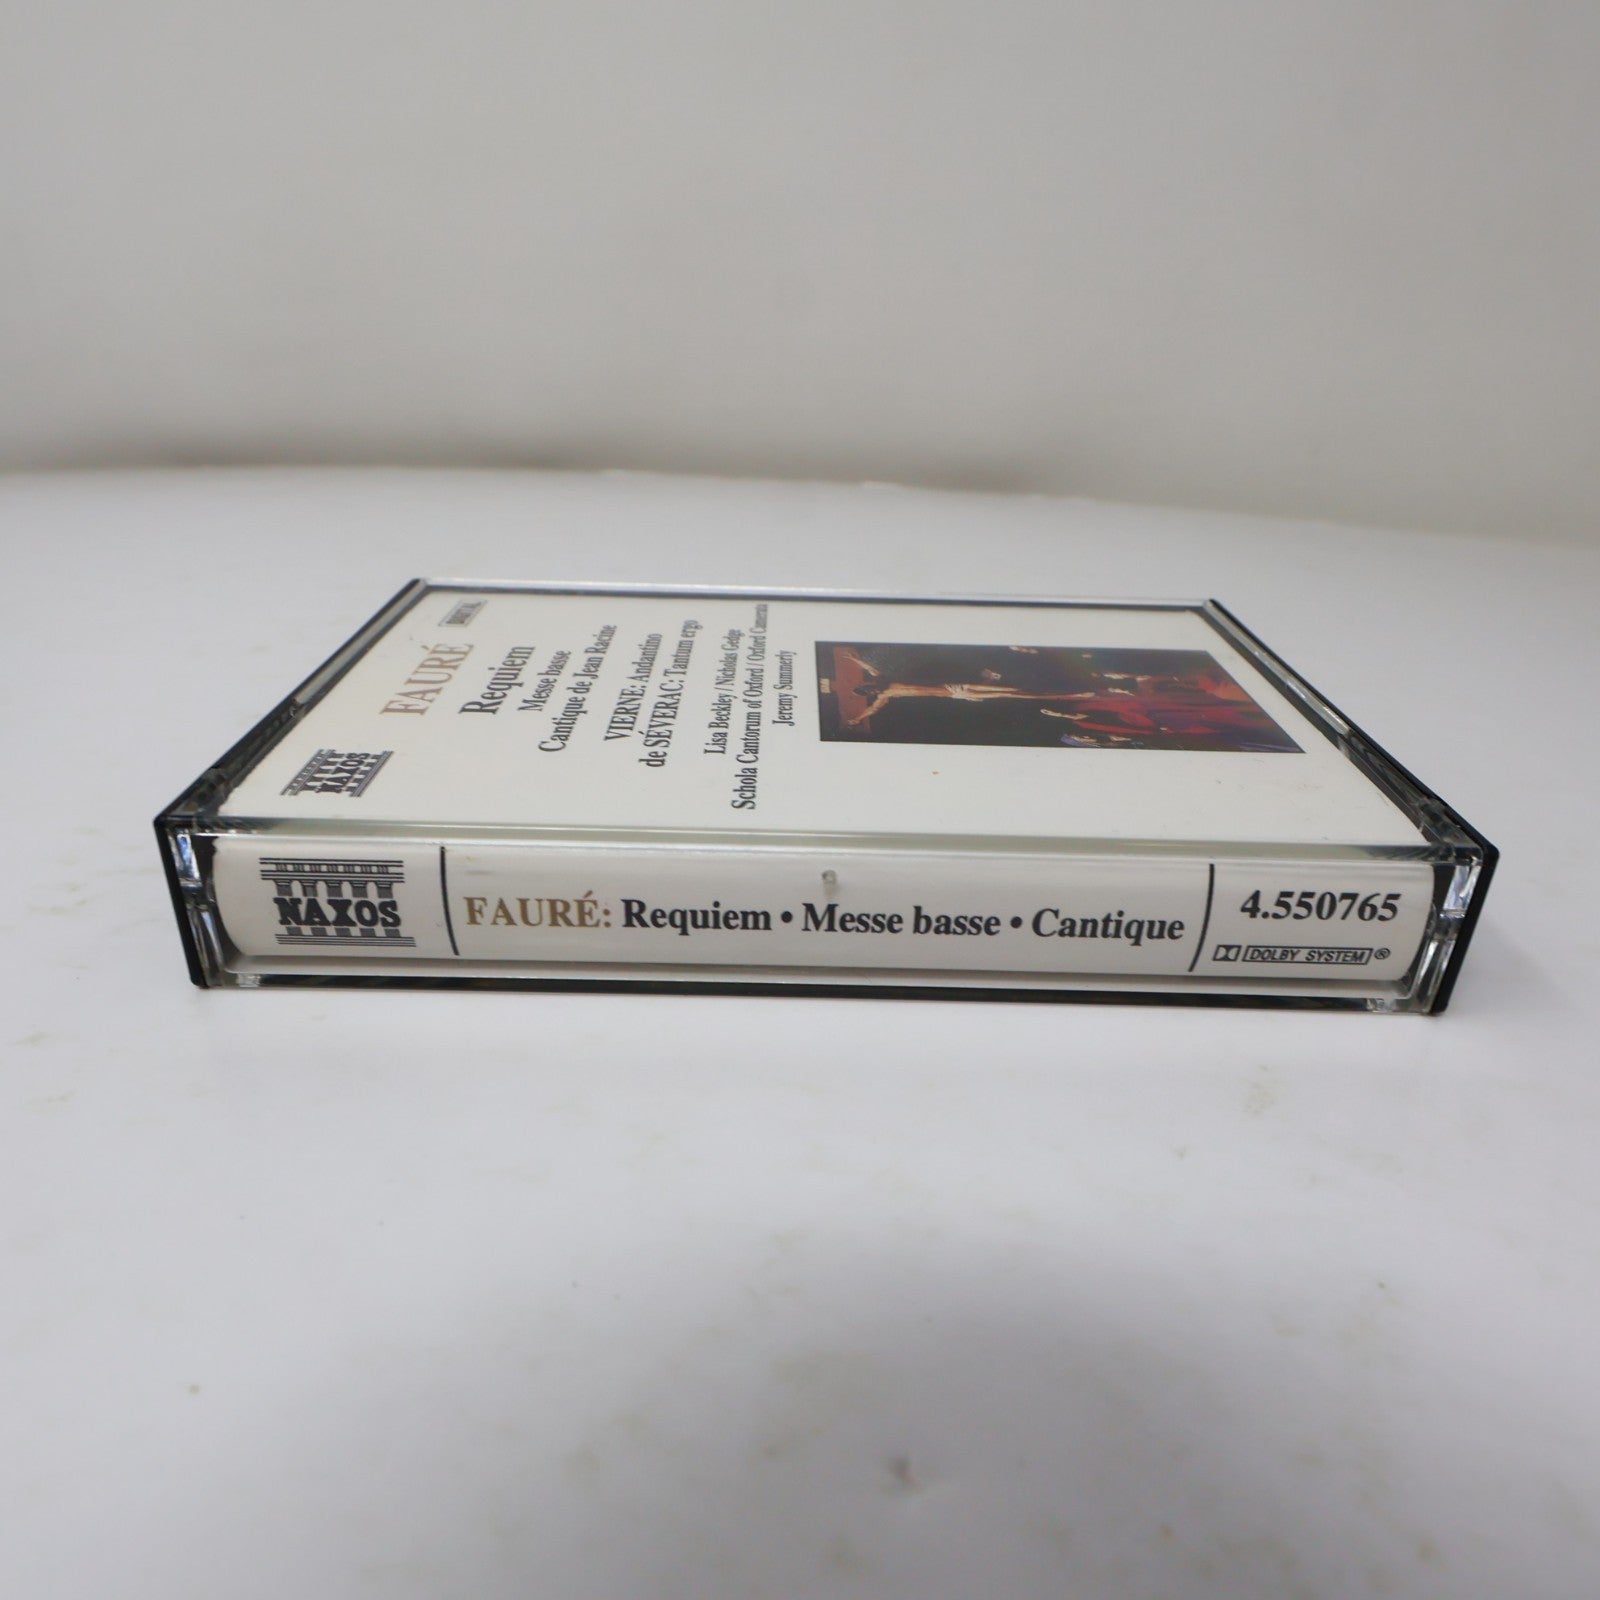 NAXOS
FAURÉ
DIGITAL
Requiem
Messe basse
Cantique de Jean Racine
VIERNE: Andantino
de SÉVERAC: Tantum ergo
Lisa Beckley / Nicholas Gedge
Schola Cantorum of Oxford / Oxford Camerata
Jeremy Summerly
NAXOS
FAURÉ: Requiem • Messe basse • Cantique
4.550765
DOLBY SYSTEM®